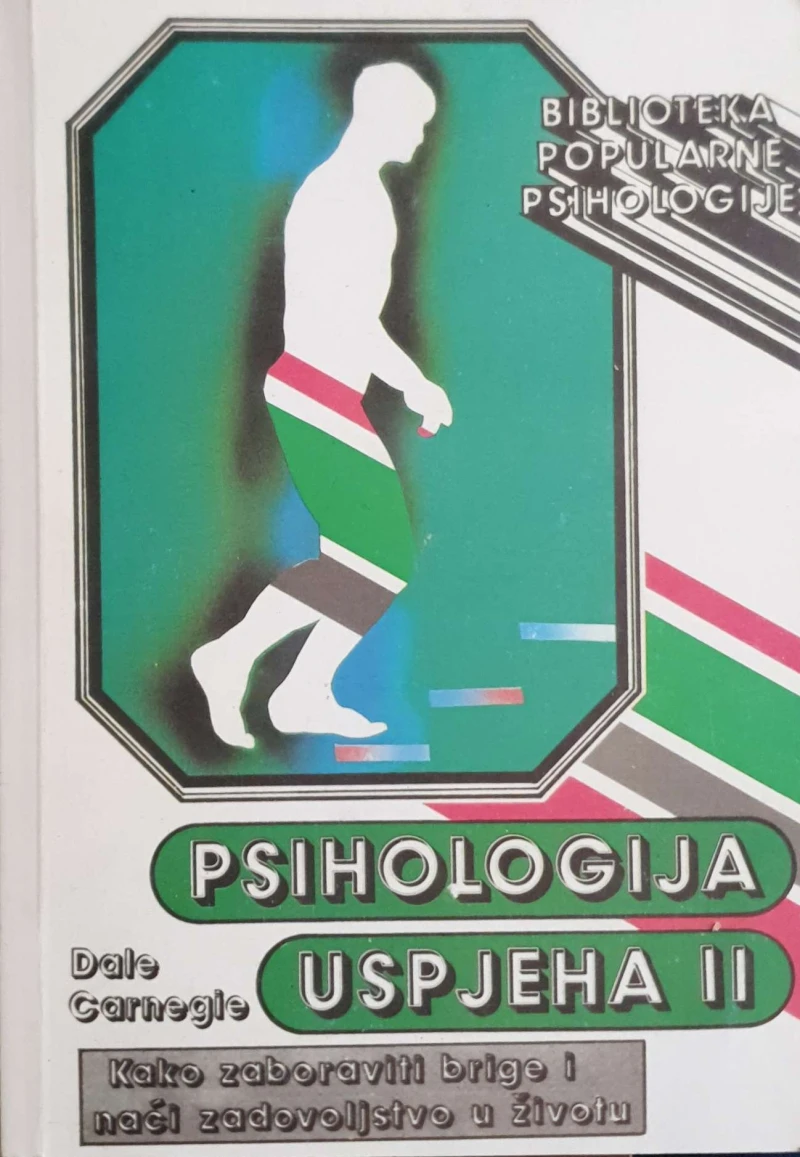 BIBLIOTEKA
POPULARNE
PSIHOLOGIJE
PSIHOLOGIJA
USPJEHA II
Dale
Carnegie
Kako zaboraviti brige i
naći zadovoljstvo u životu